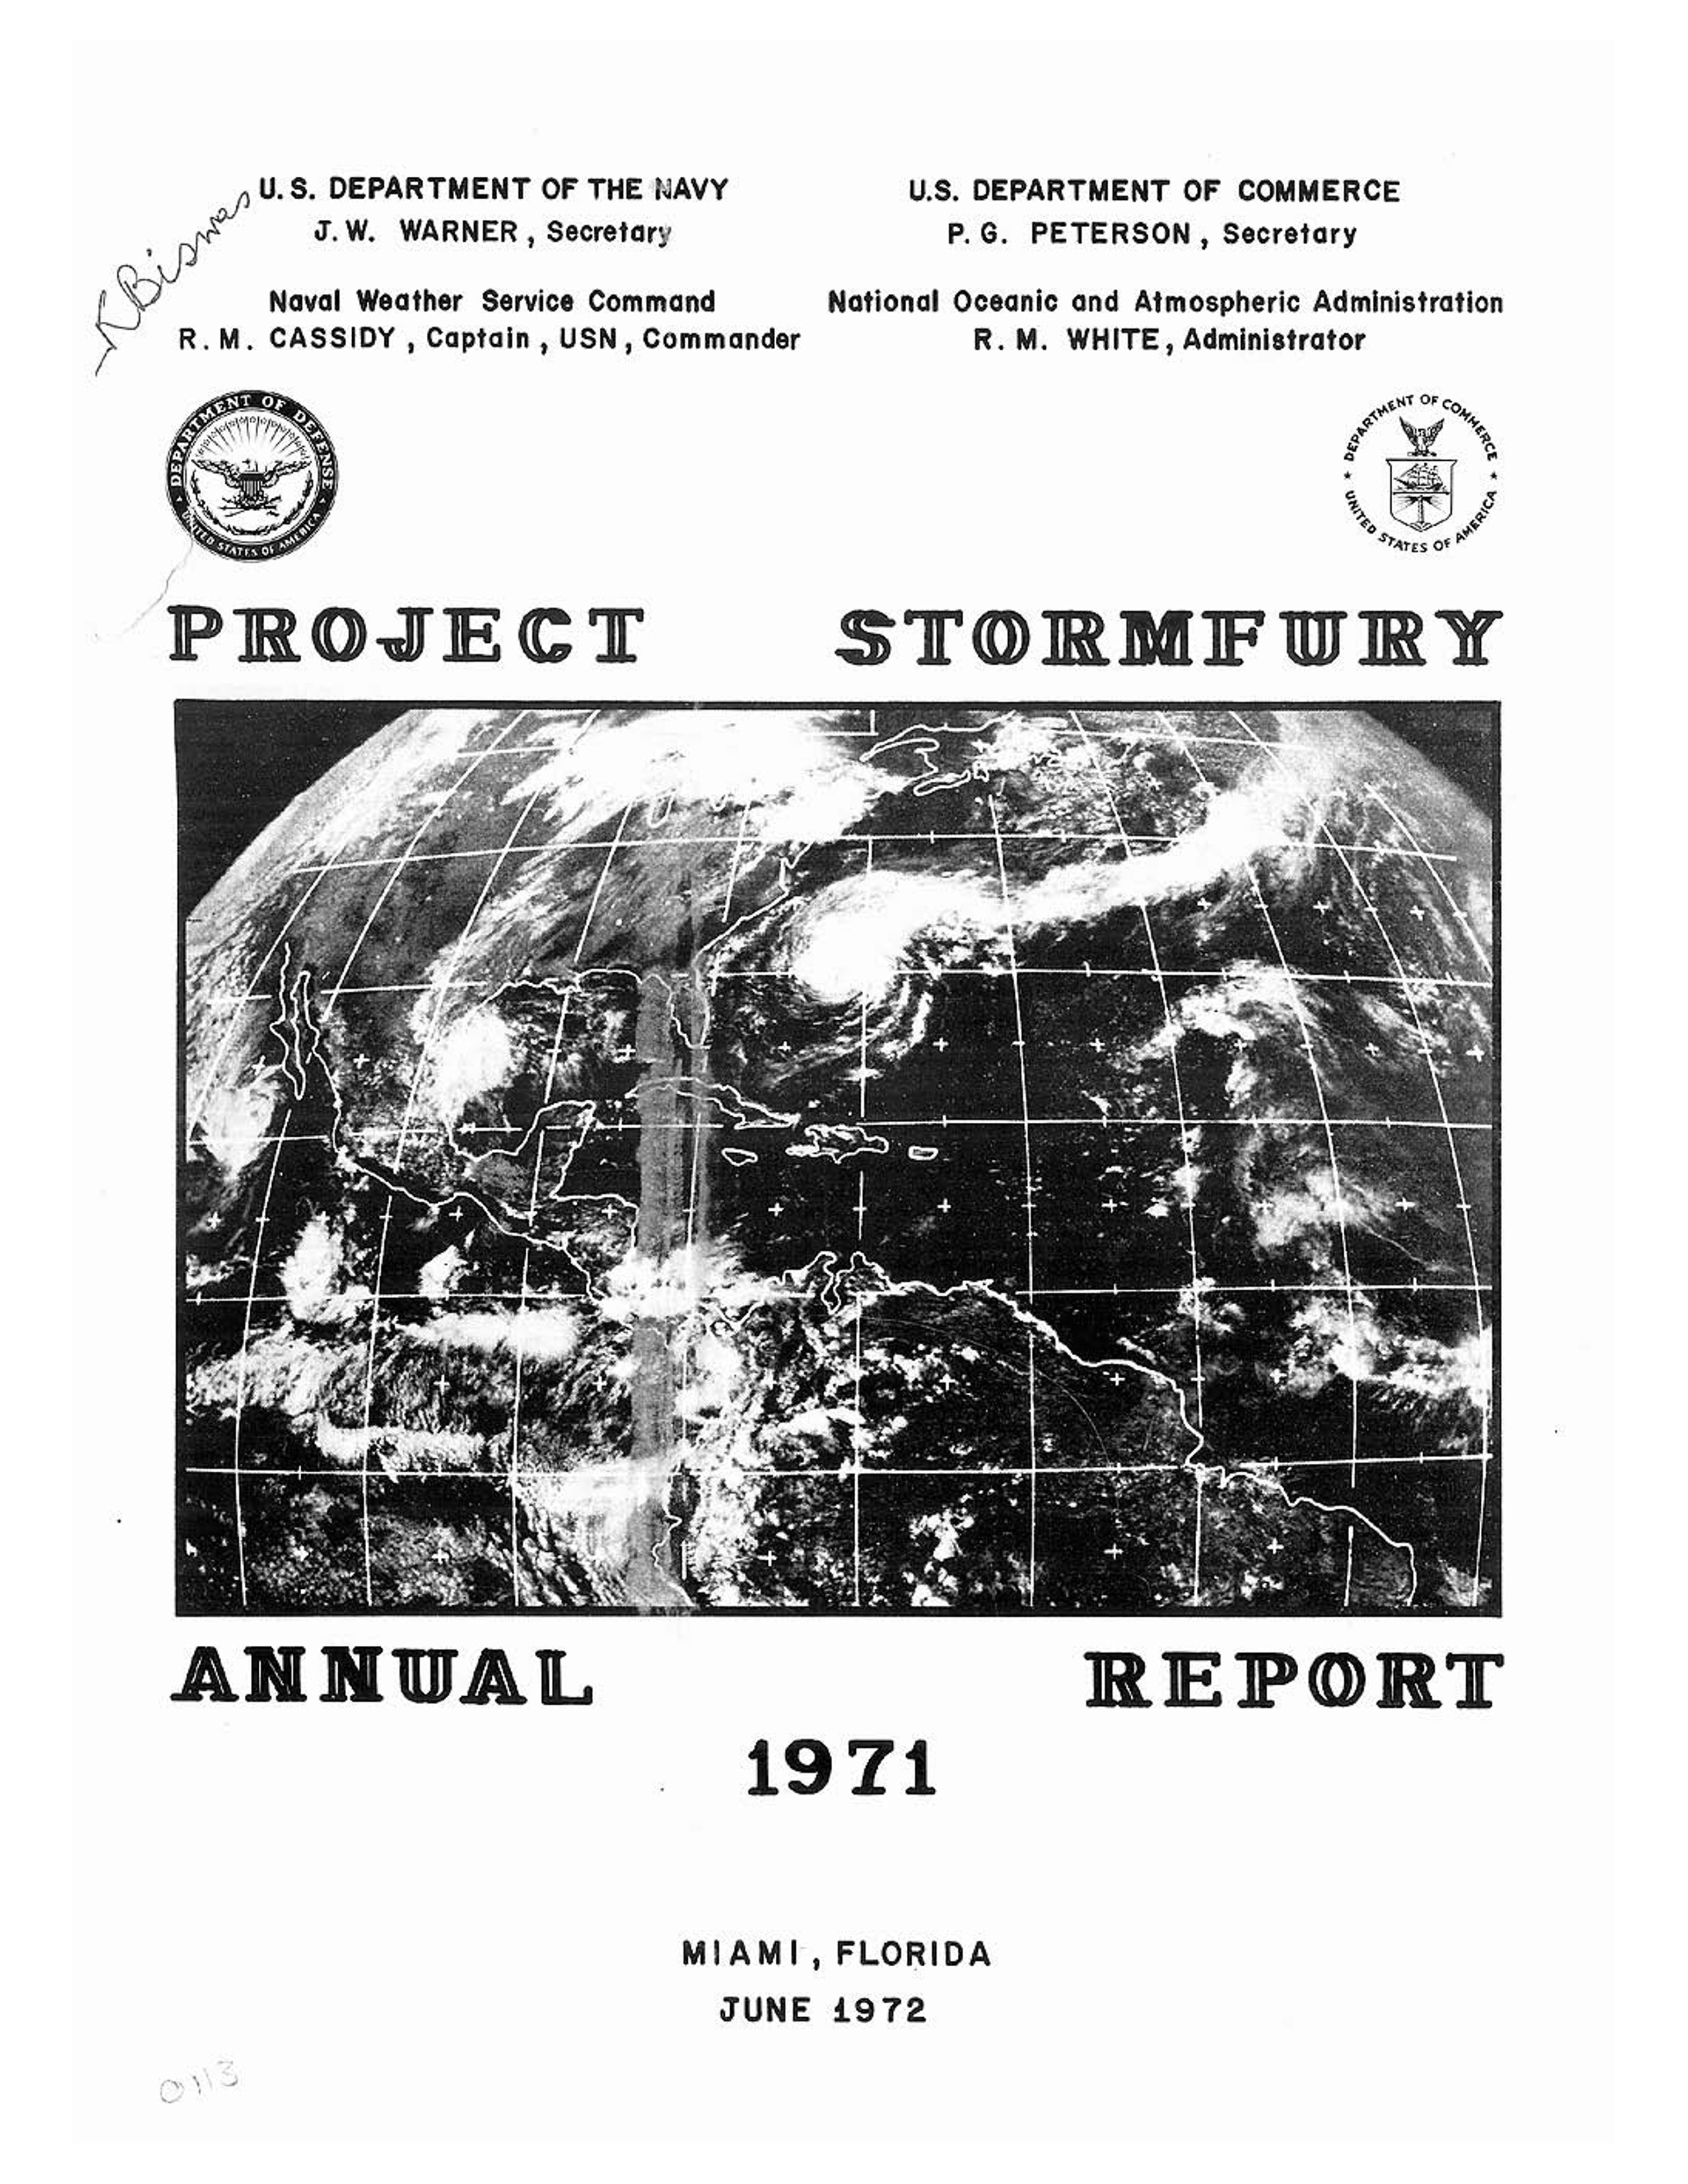 K Biswas
U.S. DEPARTMENT OF THE NAVY
J.W. WARNER, Secretary
Naval Weather Service Command
R.M. CASSIDY, Captain, USN, Commander
U.S. DEPARTMENT OF COMMERCE
P.G. PETERSON, Secretary
National Oceanic and Atmospheric Administration
R.M. WHITE, Administrator
DEPARTMENT OF DEFENSE
UNITED STATES OF AMERICA
DEPARTMENT OF COMMERCE
UNITED STATES OF AMERICA
PROJECT STORMFURY
ANNUAL REPORT
1971
MIAMI, FLORIDA
JUNE 1972
0113